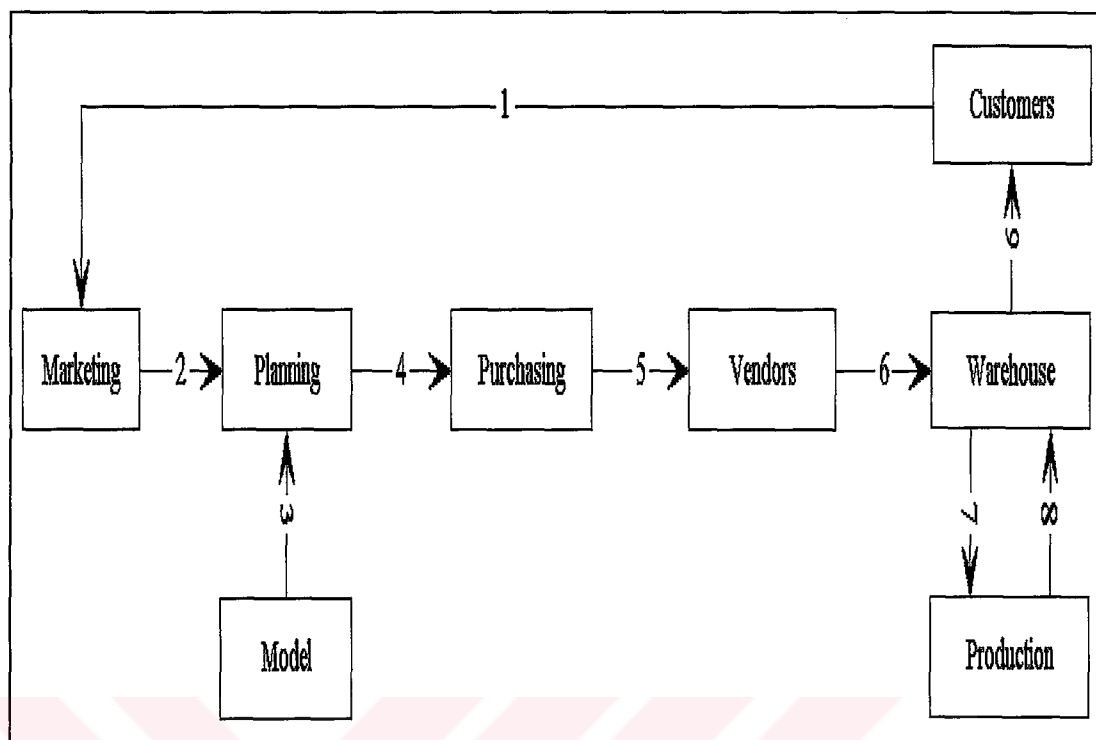 1
Customers
9
Marketing
2
Planning
4
Purchasing
5
Vendors
6
Warehouse
3
7
8
Model
Production